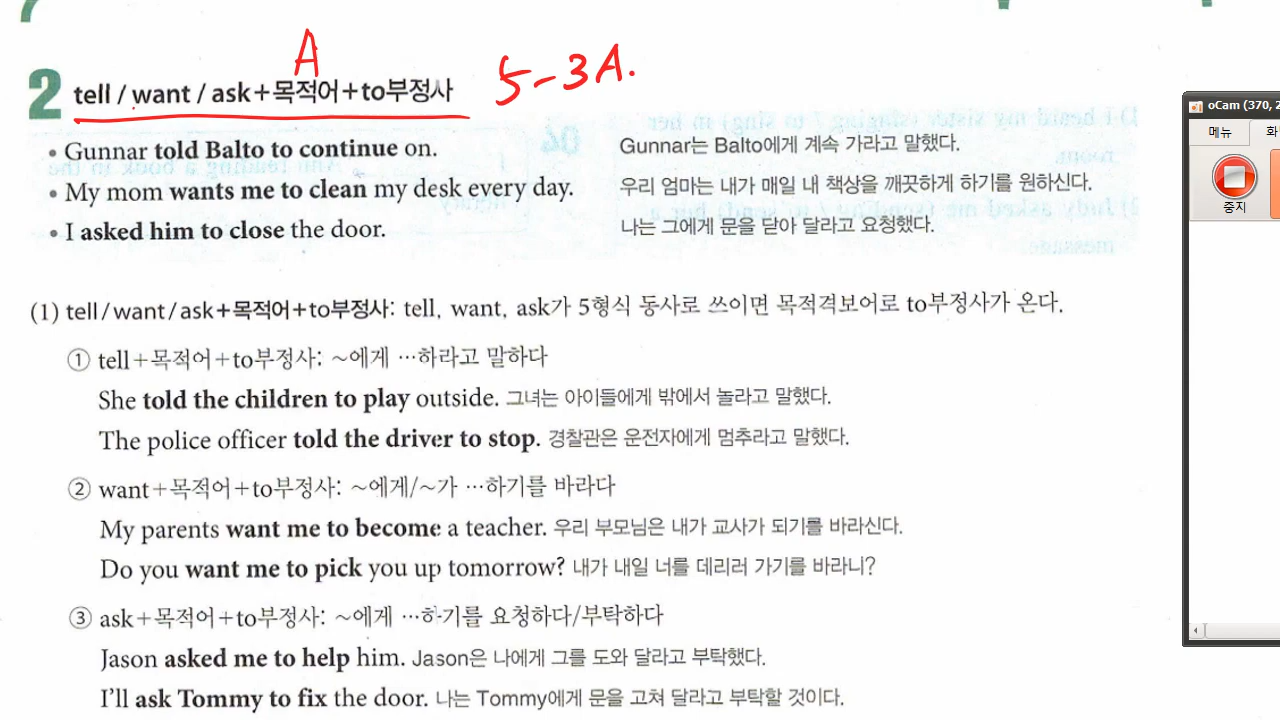 A
5-3A.
2 tell / want / ask+목적어+to부정사
• Gunnar told Balto to continue on. Gunnar는 Balto에게 계속 가라고 말했다.
• My mom wants me to clean my desk every day. 우리 엄마는 내가 매일 내 책상을 깨끗하게 하기를 원하신다.
• I asked him to close the door. 나는 그에게 문을 닫아 달라고 요청했다.
(1) tell/want/ask+목적어+to부정사: tell, want, ask가 5형식 동사로 쓰이면 목적격보어로 to부정사가 온다.
① tell+목적어+to부정사: ~에게 …하라고 말하다
She told the children to play outside. 그녀는 아이들에게 밖에서 놀라고 말했다.
The police officer told the driver to stop. 경찰관은 운전자에게 멈추라고 말했다.
② want+목적어+to부정사: ~에게/~가 …하기를 바라다
My parents want me to become a teacher. 우리 부모님은 내가 교사가 되기를 바라신다.
Do you want me to pick you up tomorrow? 내가 내일 너를 데리러 가기를 바라니?
③ ask+목적어+to부정사: ~에게 …하기를 요청하다/부탁하다
Jason asked me to help him. Jason은 나에게 그를 도와 달라고 부탁했다.
I'll ask Tommy to fix the door. 나는 Tommy에게 문을 고쳐 달라고 부탁할 것이다.
oCam (370, 2
메뉴
중지